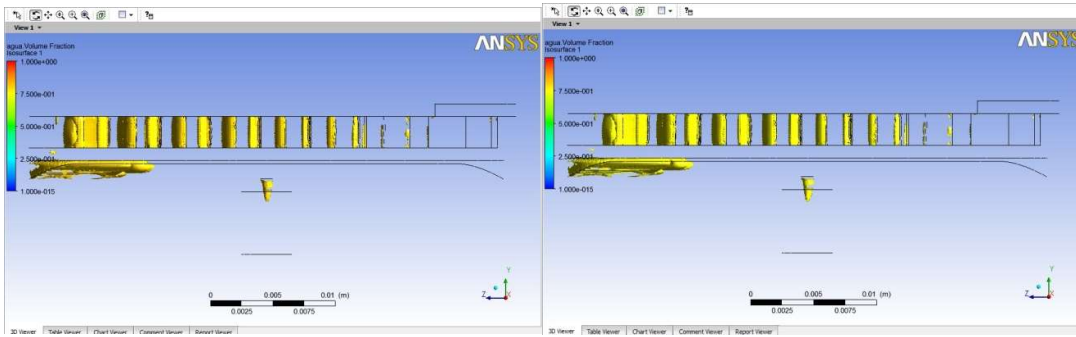 View 1
agua Volume Fraction
Isosurface 1
ANSYS
1.000e+000
7.500e-001
5.000e-001
2.500e-001
1.000e-015
0 0.005 0.01 (m)
0.0025 0.0075
Y
Z X
3D Viewer Table Viewer Chart Viewer Comment Viewer Report Viewer
View 1
agua Volume Fraction
Isosurface 1
ANSYS
1.000e+000
7.500e-001
5.000e-001
2.500e-001
1.000e-015
0 0.005 0.01 (m)
0.0025 0.0075
Y
Z X
3D Viewer Table Viewer Chart Viewer Comment Viewer Report Viewer